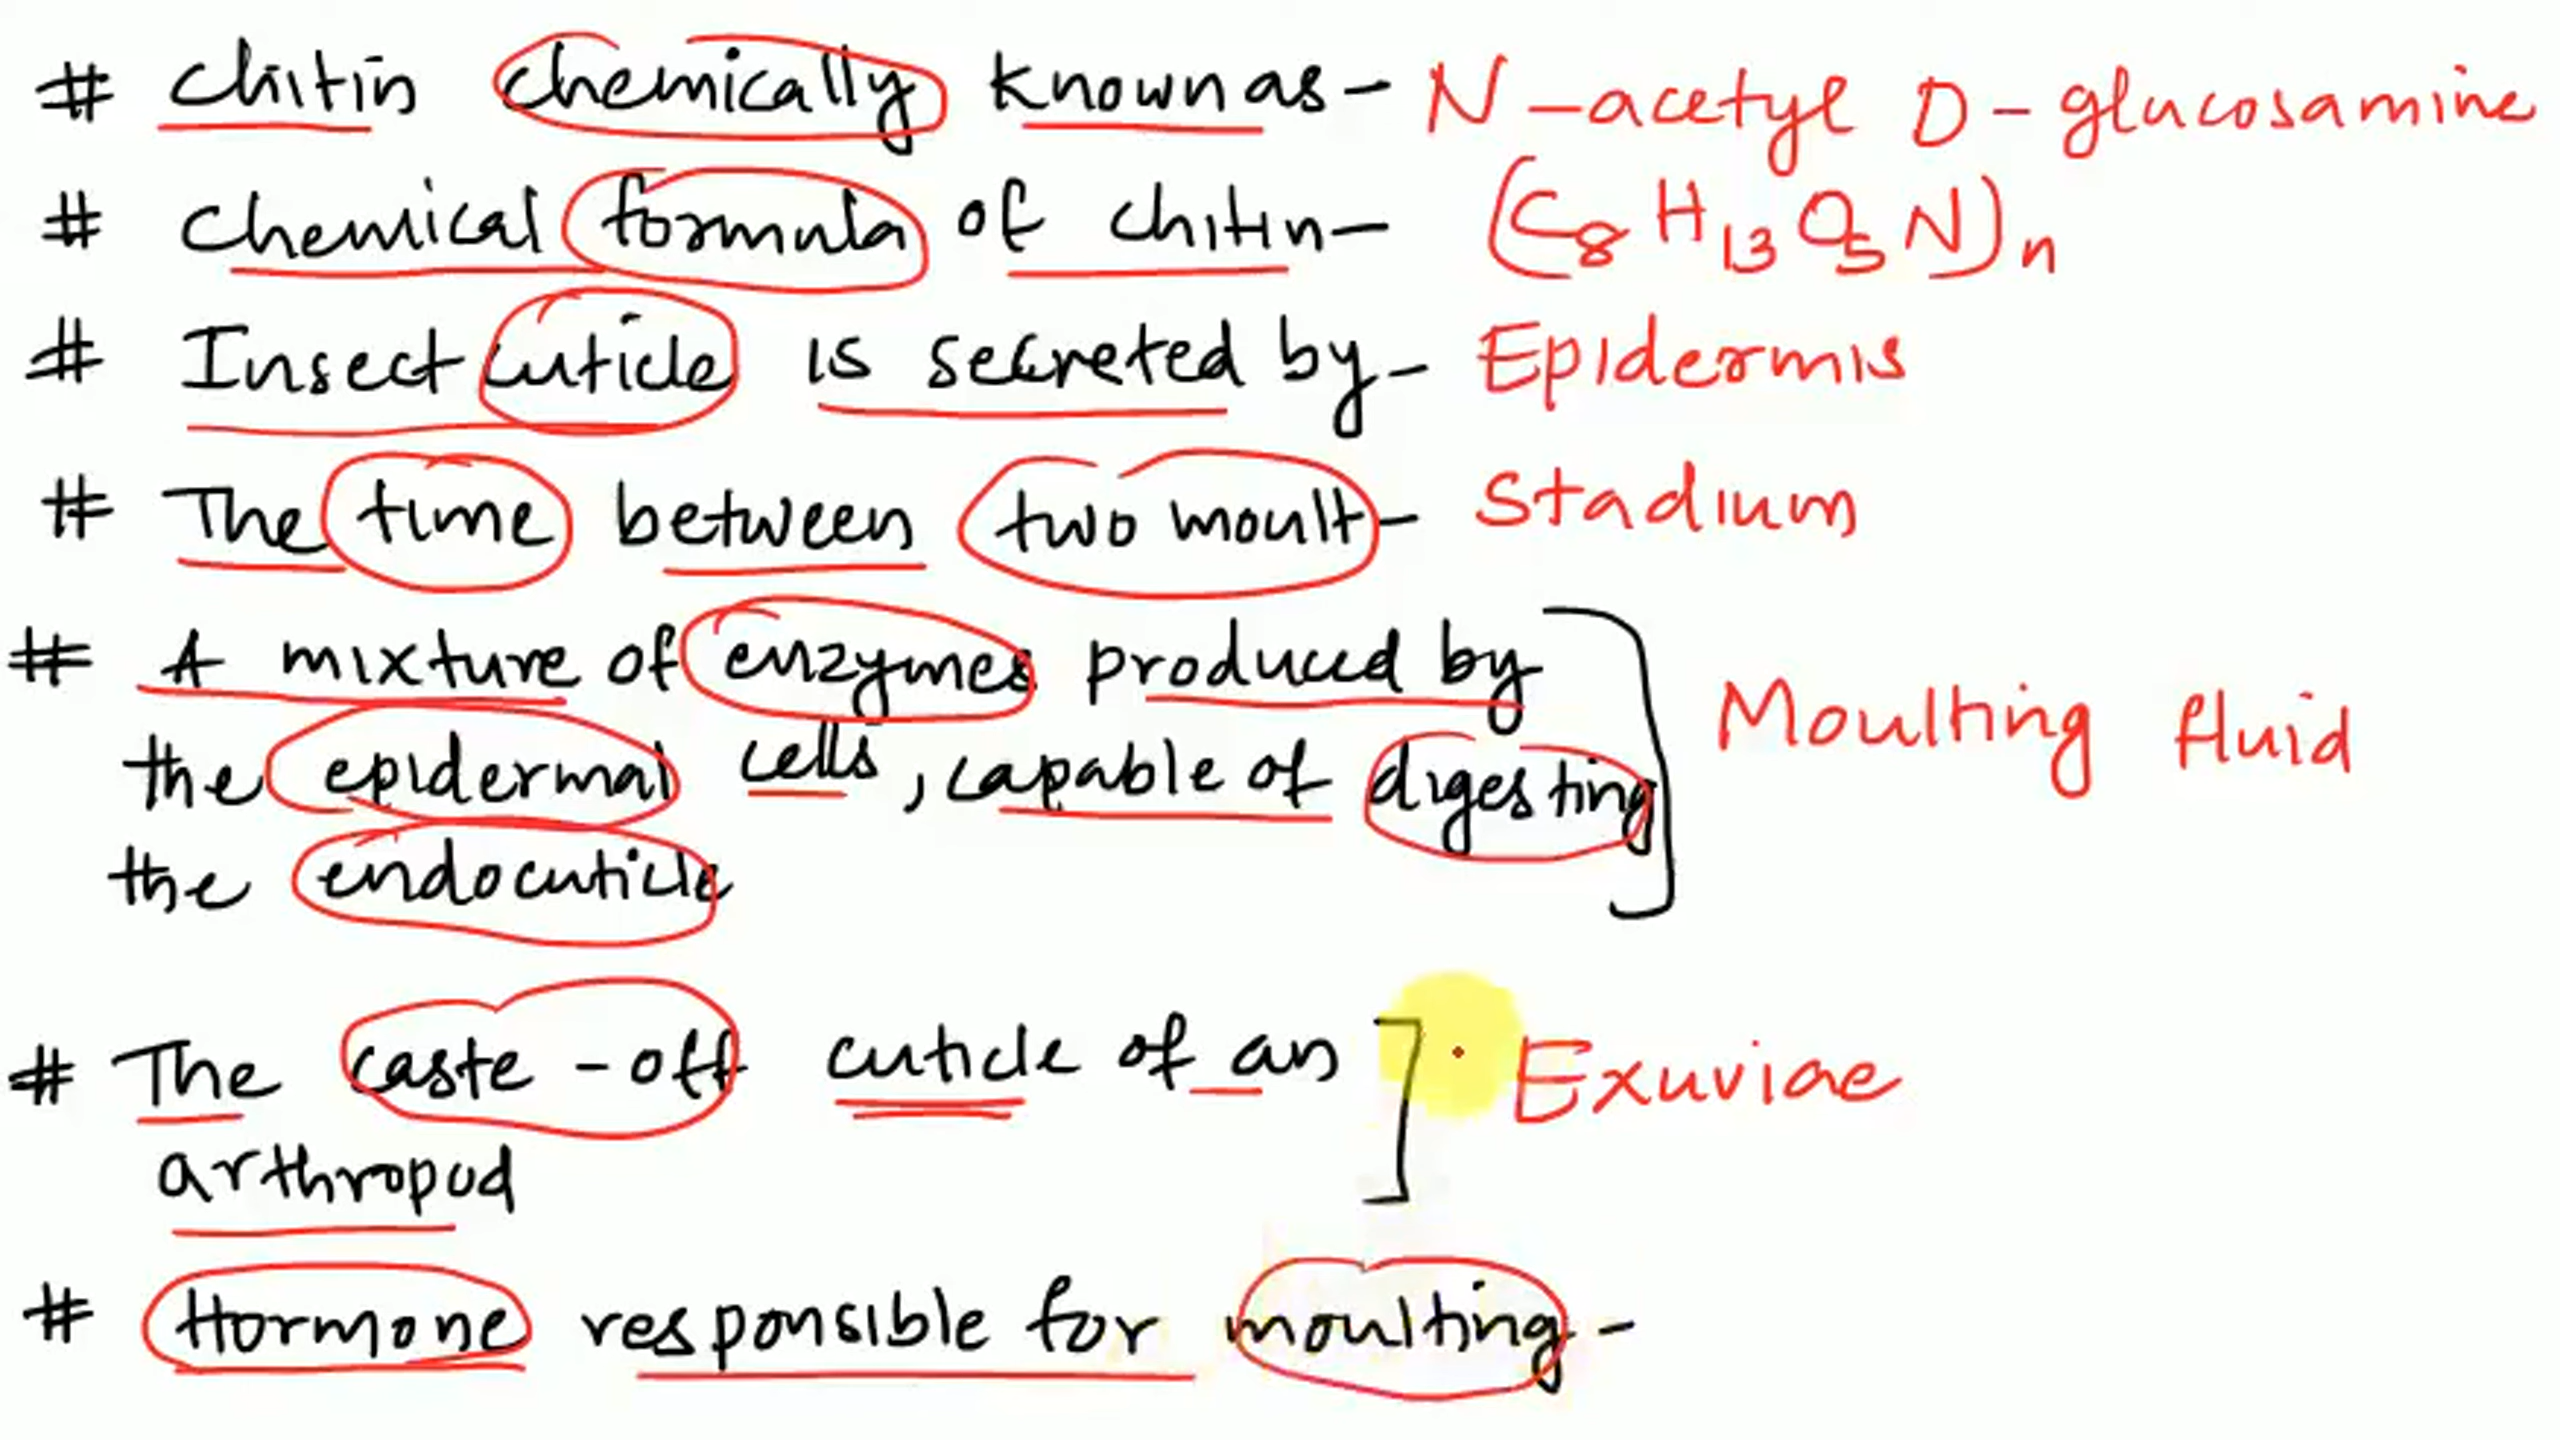 # Chitin chemically known as - N-acetyl D-glucosamine
# Chemical formula of chitin - (C8H13O5N)n
# Insect cuticle is secreted by - Epidermis
# The time between two moult - Stadium
# A mixture of enzymes produced by
the epidermal cells, capable of digesting
the endocuticle
] Moulting fluid
# The caste-off cuticle of an
arthropod
] Exuviae
# Hormone responsible for moulting -